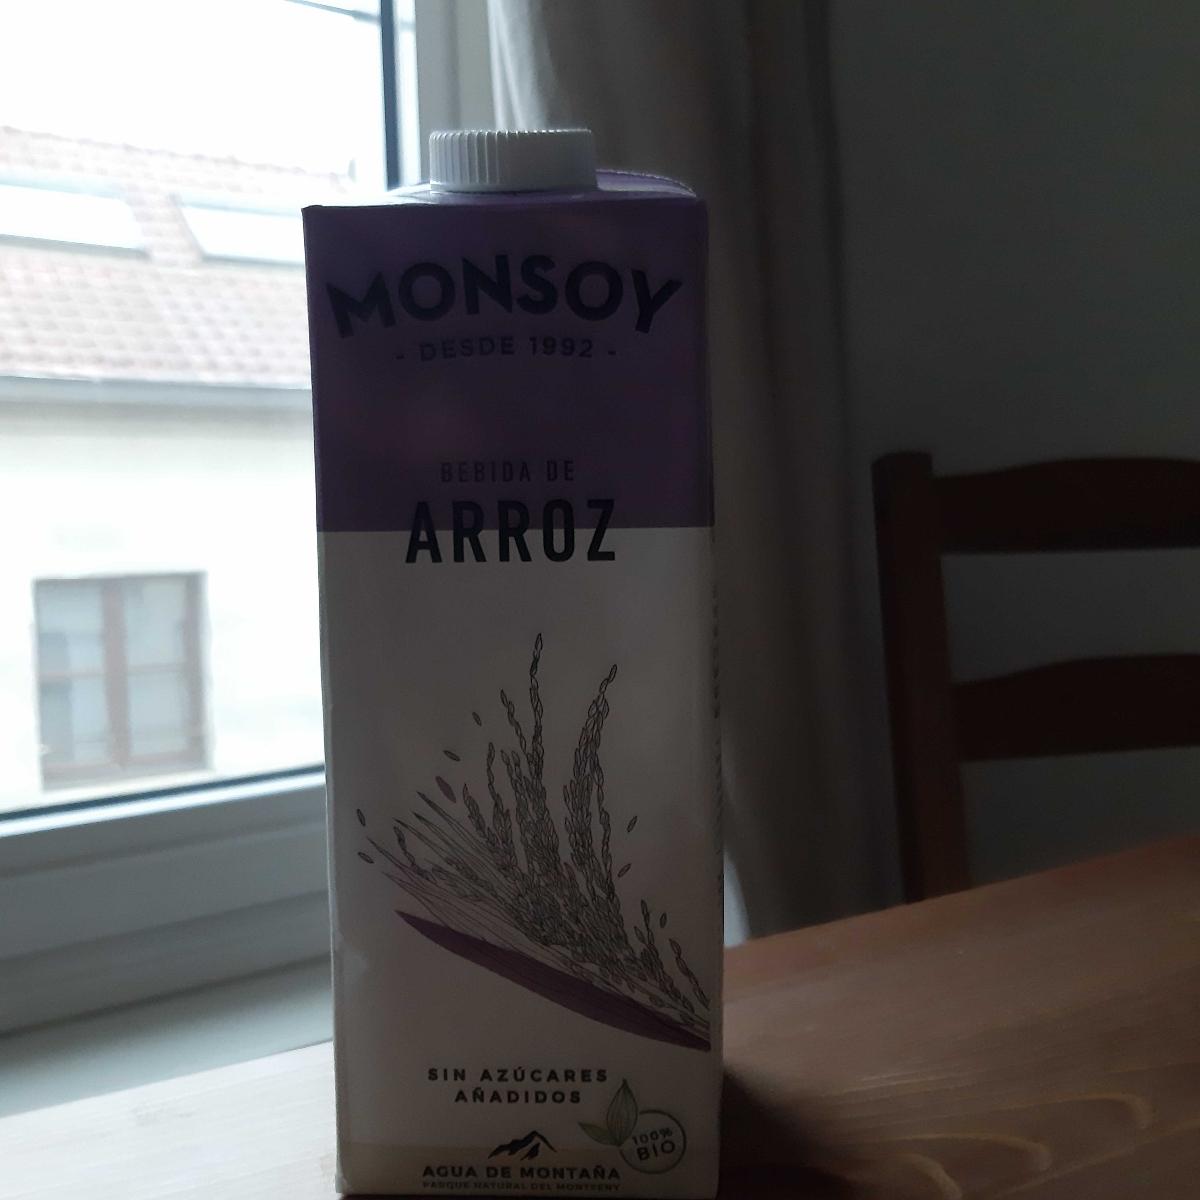 MONSOY
- DESDE 1992 -
BEBIDA DE
ARROZ
SIN AZÚCARES
AÑADIDOS
100%
BIO
AGUA DE MONTAÑA
PARQUE NATURAL DEL MONTSENY